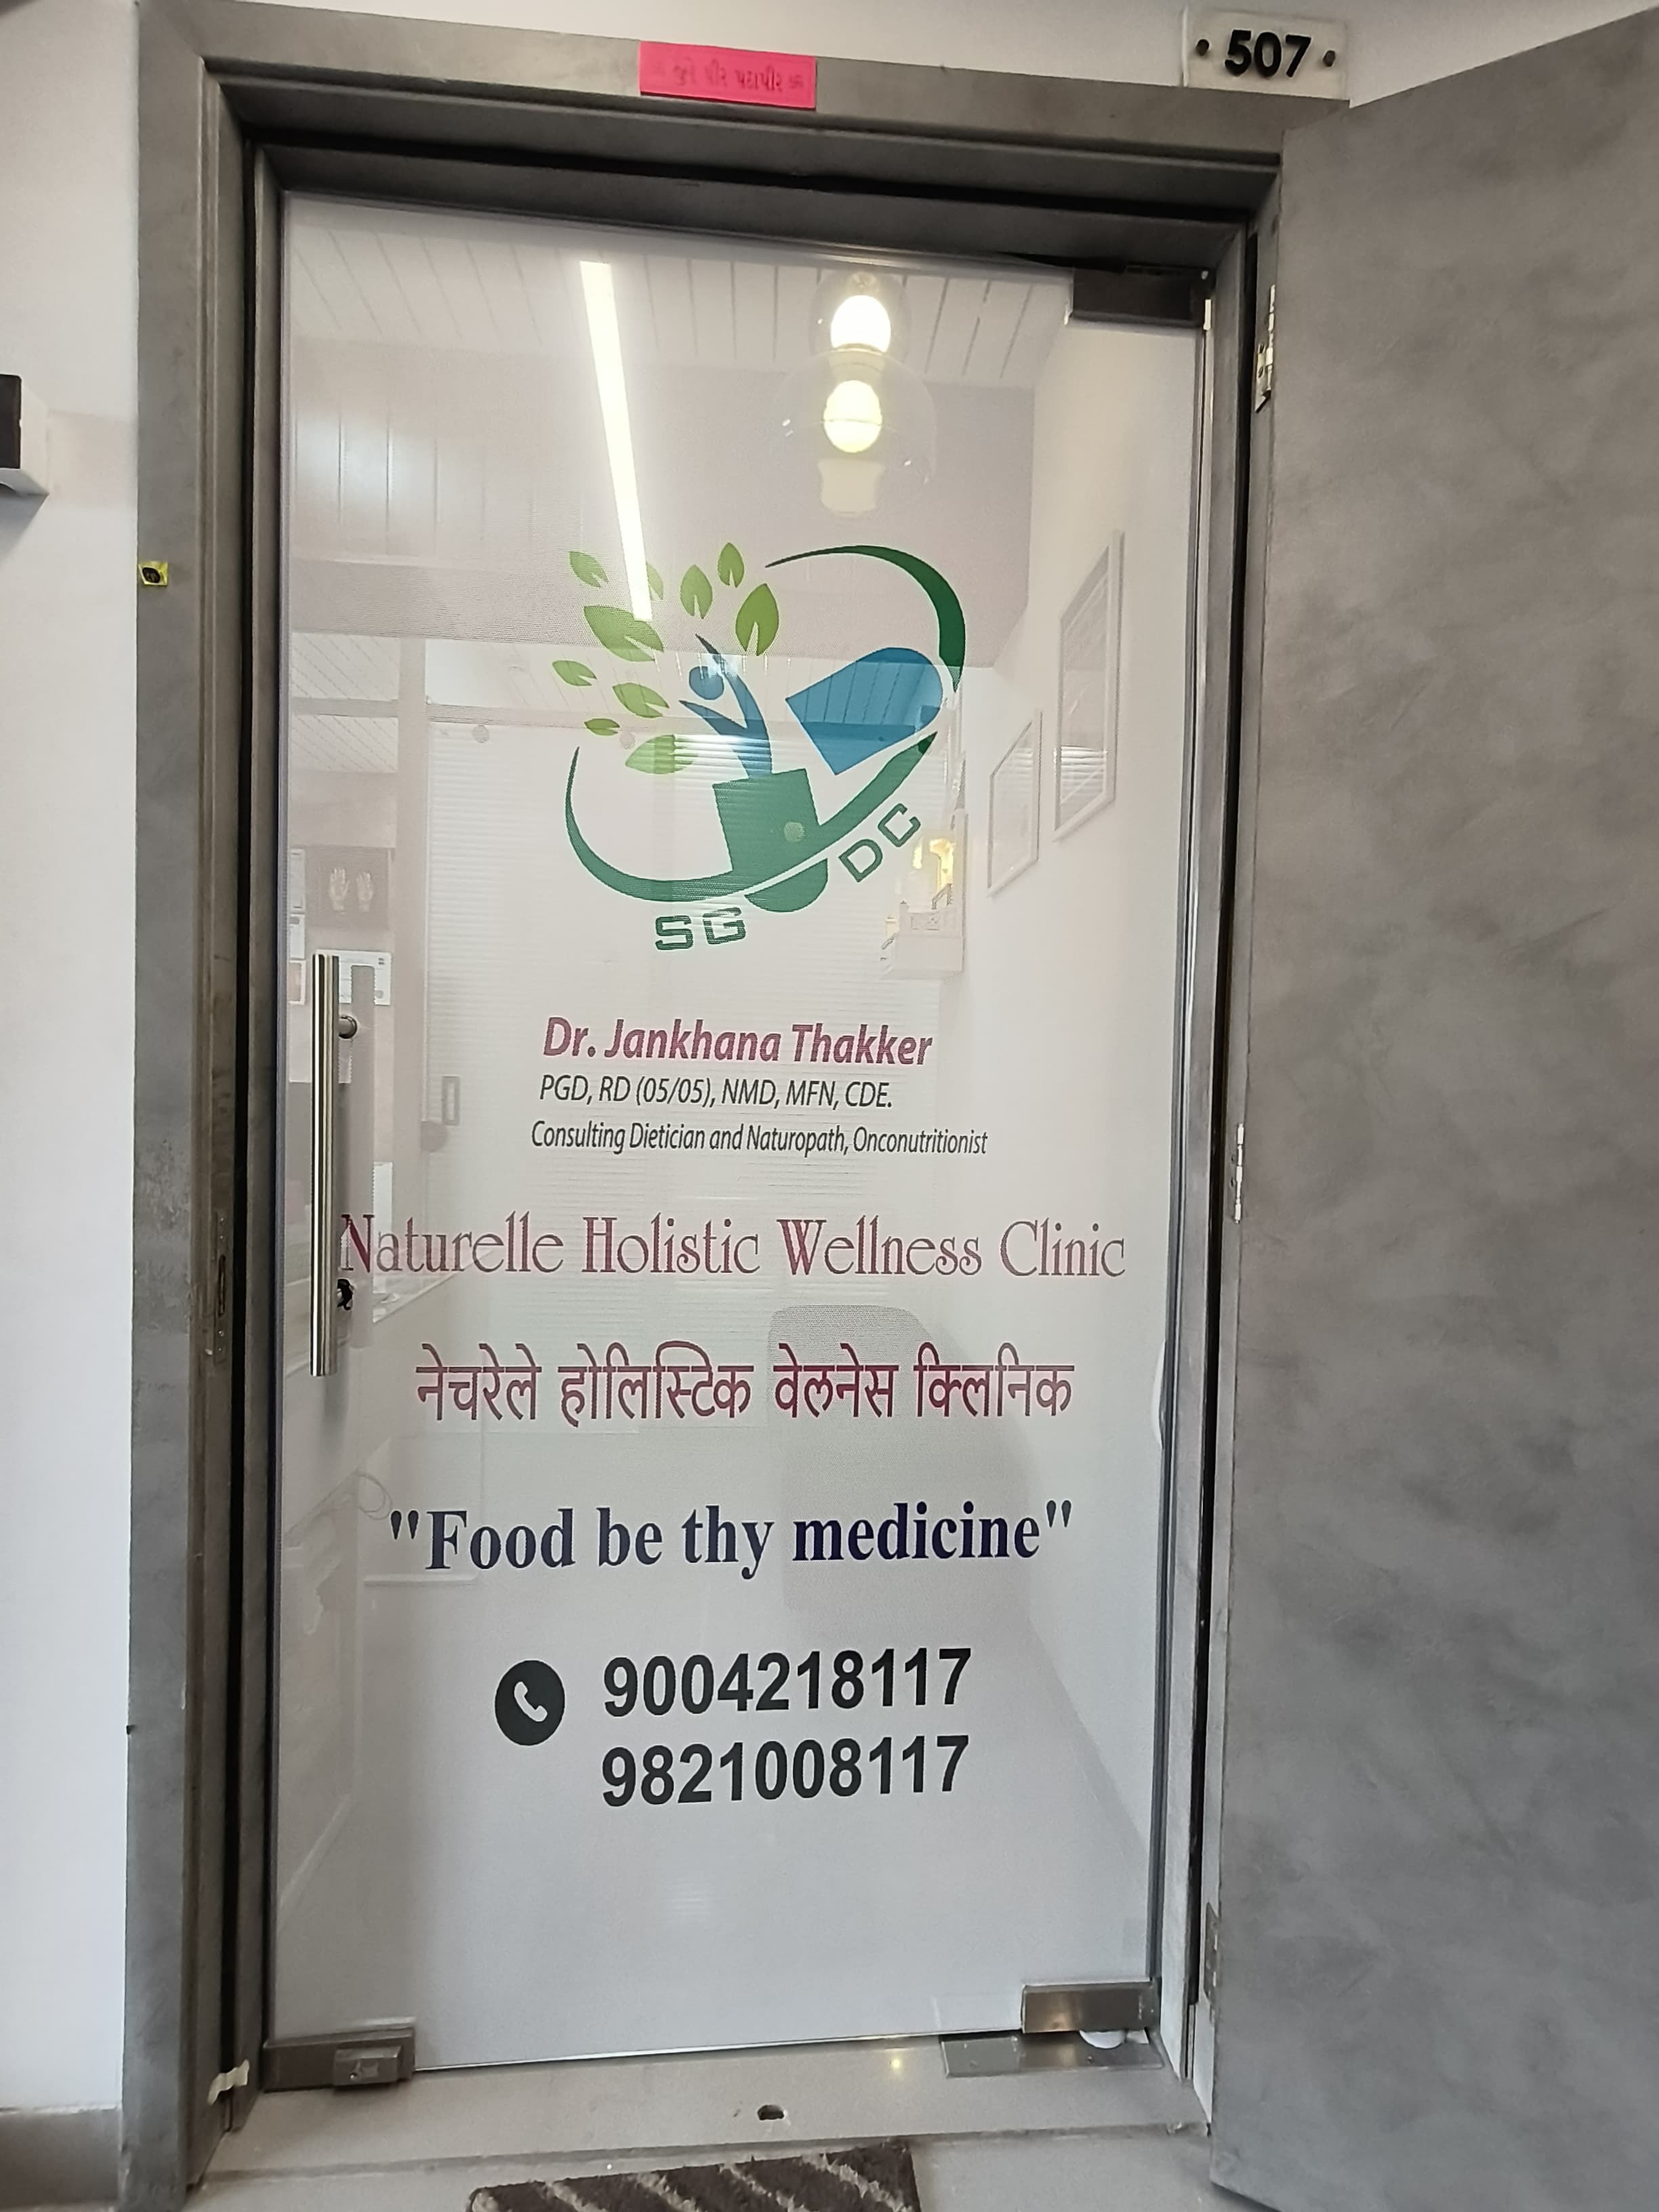 507
SG DC
Dr. Jankhana Thakker
PGD, RD (05/05), NMD, MFN, CDE.
Consulting Dietician and Naturopath, Onconutritionist
Naturelle Holistic Wellness Clinic
नेचरेले होलिस्टिक वेलनेस क्लिनिक
"Food be thy medicine"
9004218117
9821008117